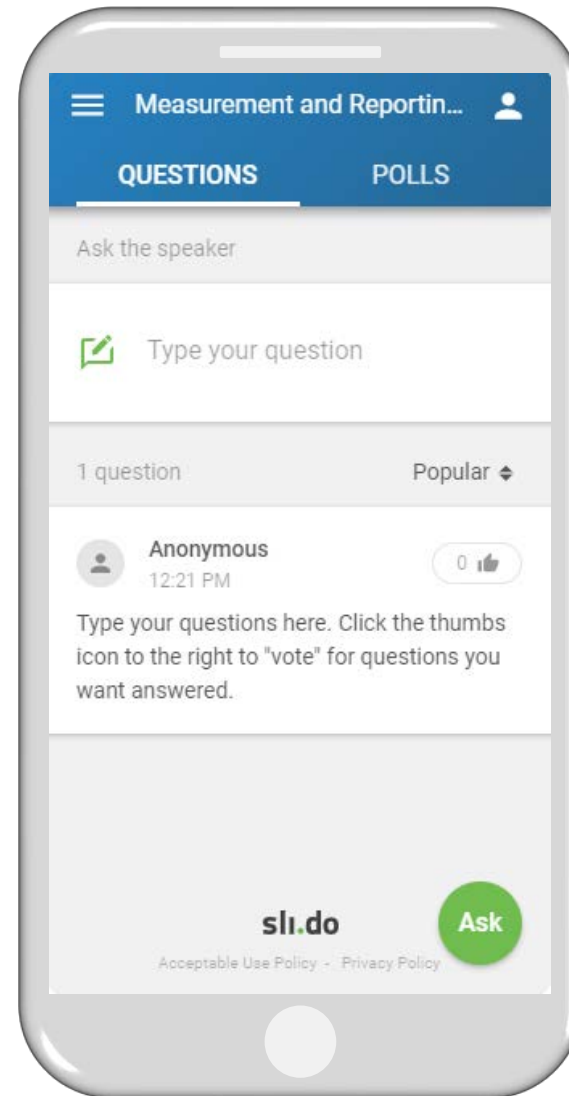 Measurement and Reportin...
QUESTIONS POLLS
Ask the speaker
Type your question
1 question Popular
Anonymous
12:21 PM
0
Type your questions here. Click the thumbs
icon to the right to "vote" for questions you
want answered.
sli.do
Ask
Acceptable Use Policy - Privacy Policy